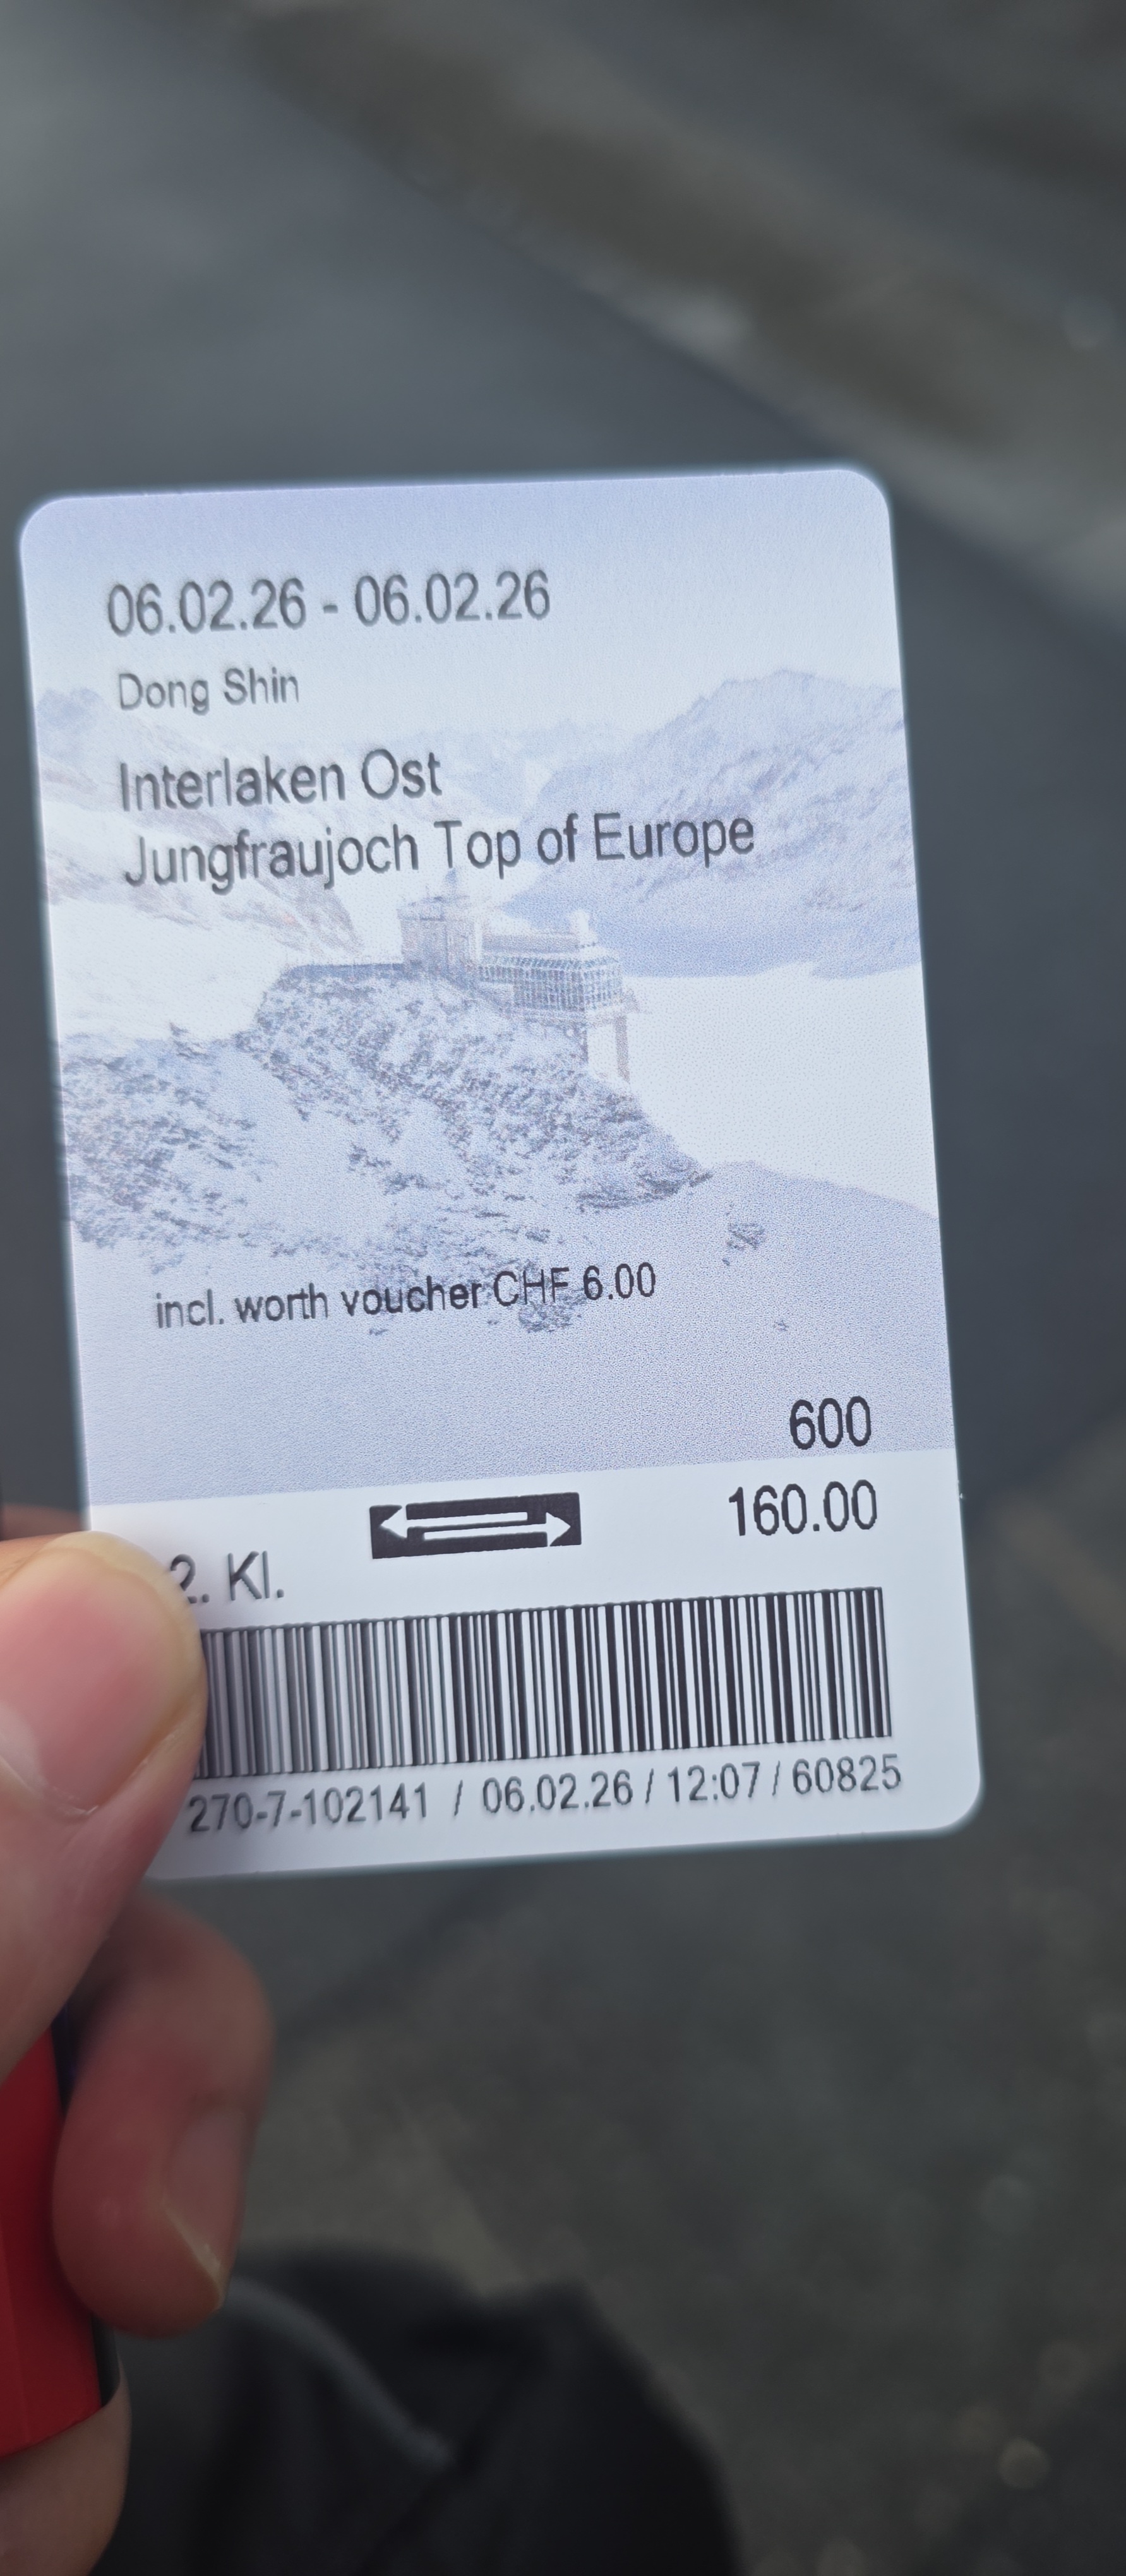 06.02.26 - 06.02.26
Dong Shin
Interlaken Ost
Jungfraujoch Top of Europe
incl. worth voucher CHF 6.00
600
160.00
2. Kl.
270-7-102141 / 06.02.26 / 12:07 / 60825